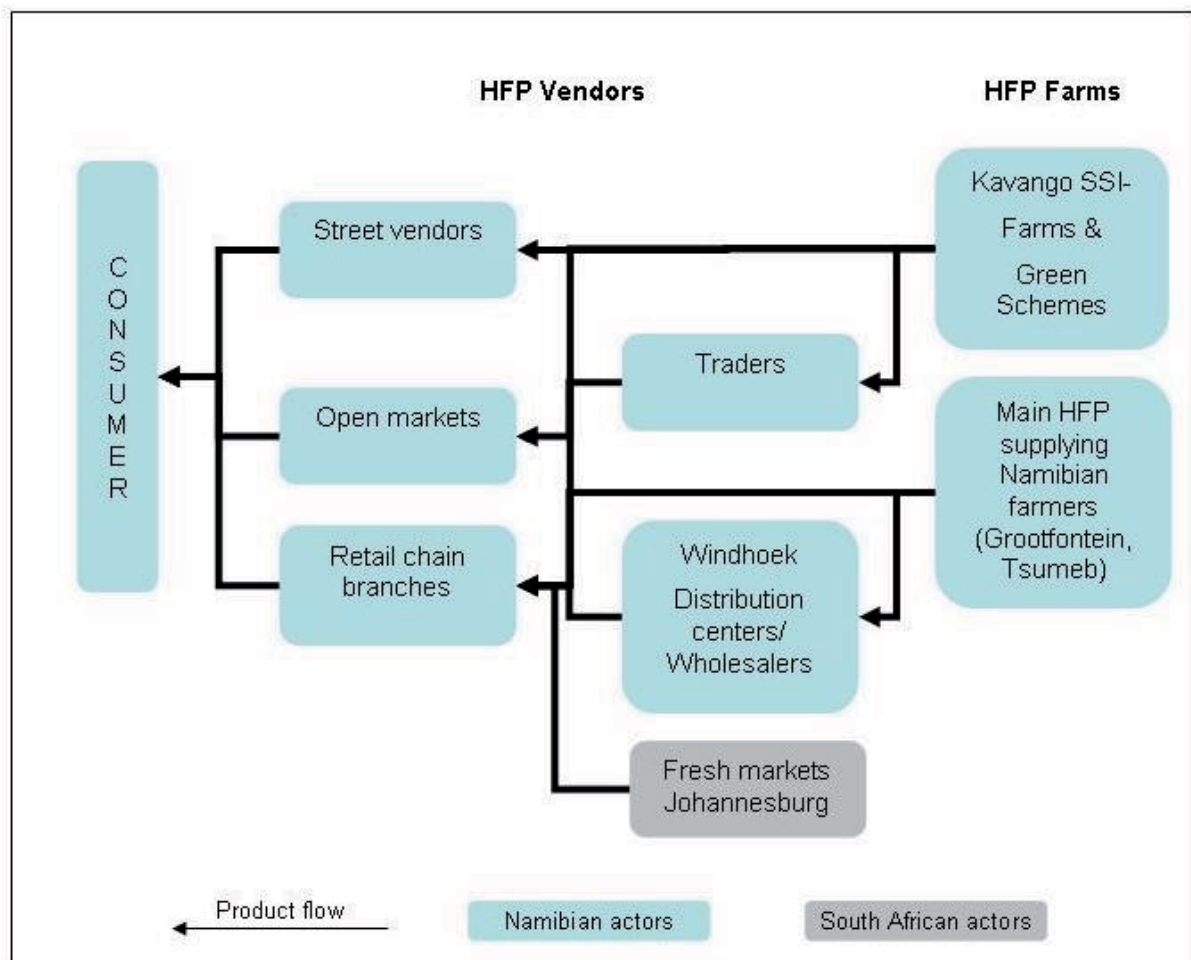 HFP Vendors
HFP Farms
CONSUMER
Street vendors
Open markets
Retail chain
branches
Traders
Windhoek
Distribution
centers/
Wholesalers
Fresh markets
Johannesburg
Kavango SSI-
Farms &
Green
Schemes
Main HFP
supplying
Namibian
farmers
(Grootfontein,
Tsumeb)
Product flow
Namibian actors
South African actors